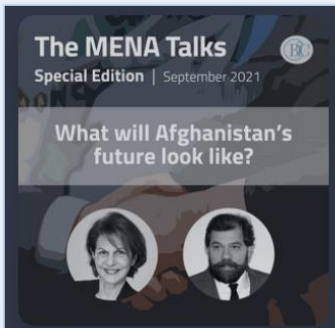 The MENA Talks
Special Edition | September 2021
What will Afghanistan's
future look like?